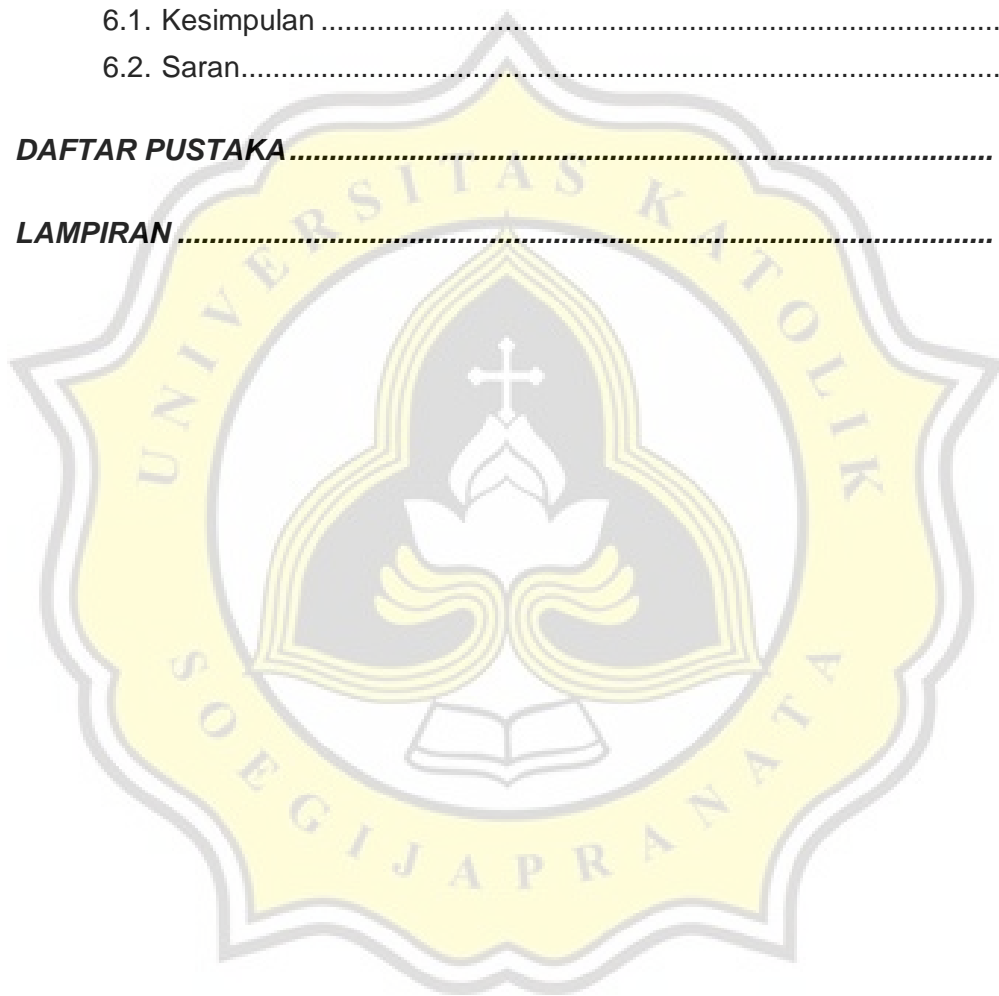 6.1. Kesimpulan ....................................................................................
6.2. Saran..............................................................................................
DAFTAR PUSTAKA.........................................................................................
LAMPIRAN .......................................................................................................
UNIVERSITAS KATOLIK
SOEGIJAPRANATA